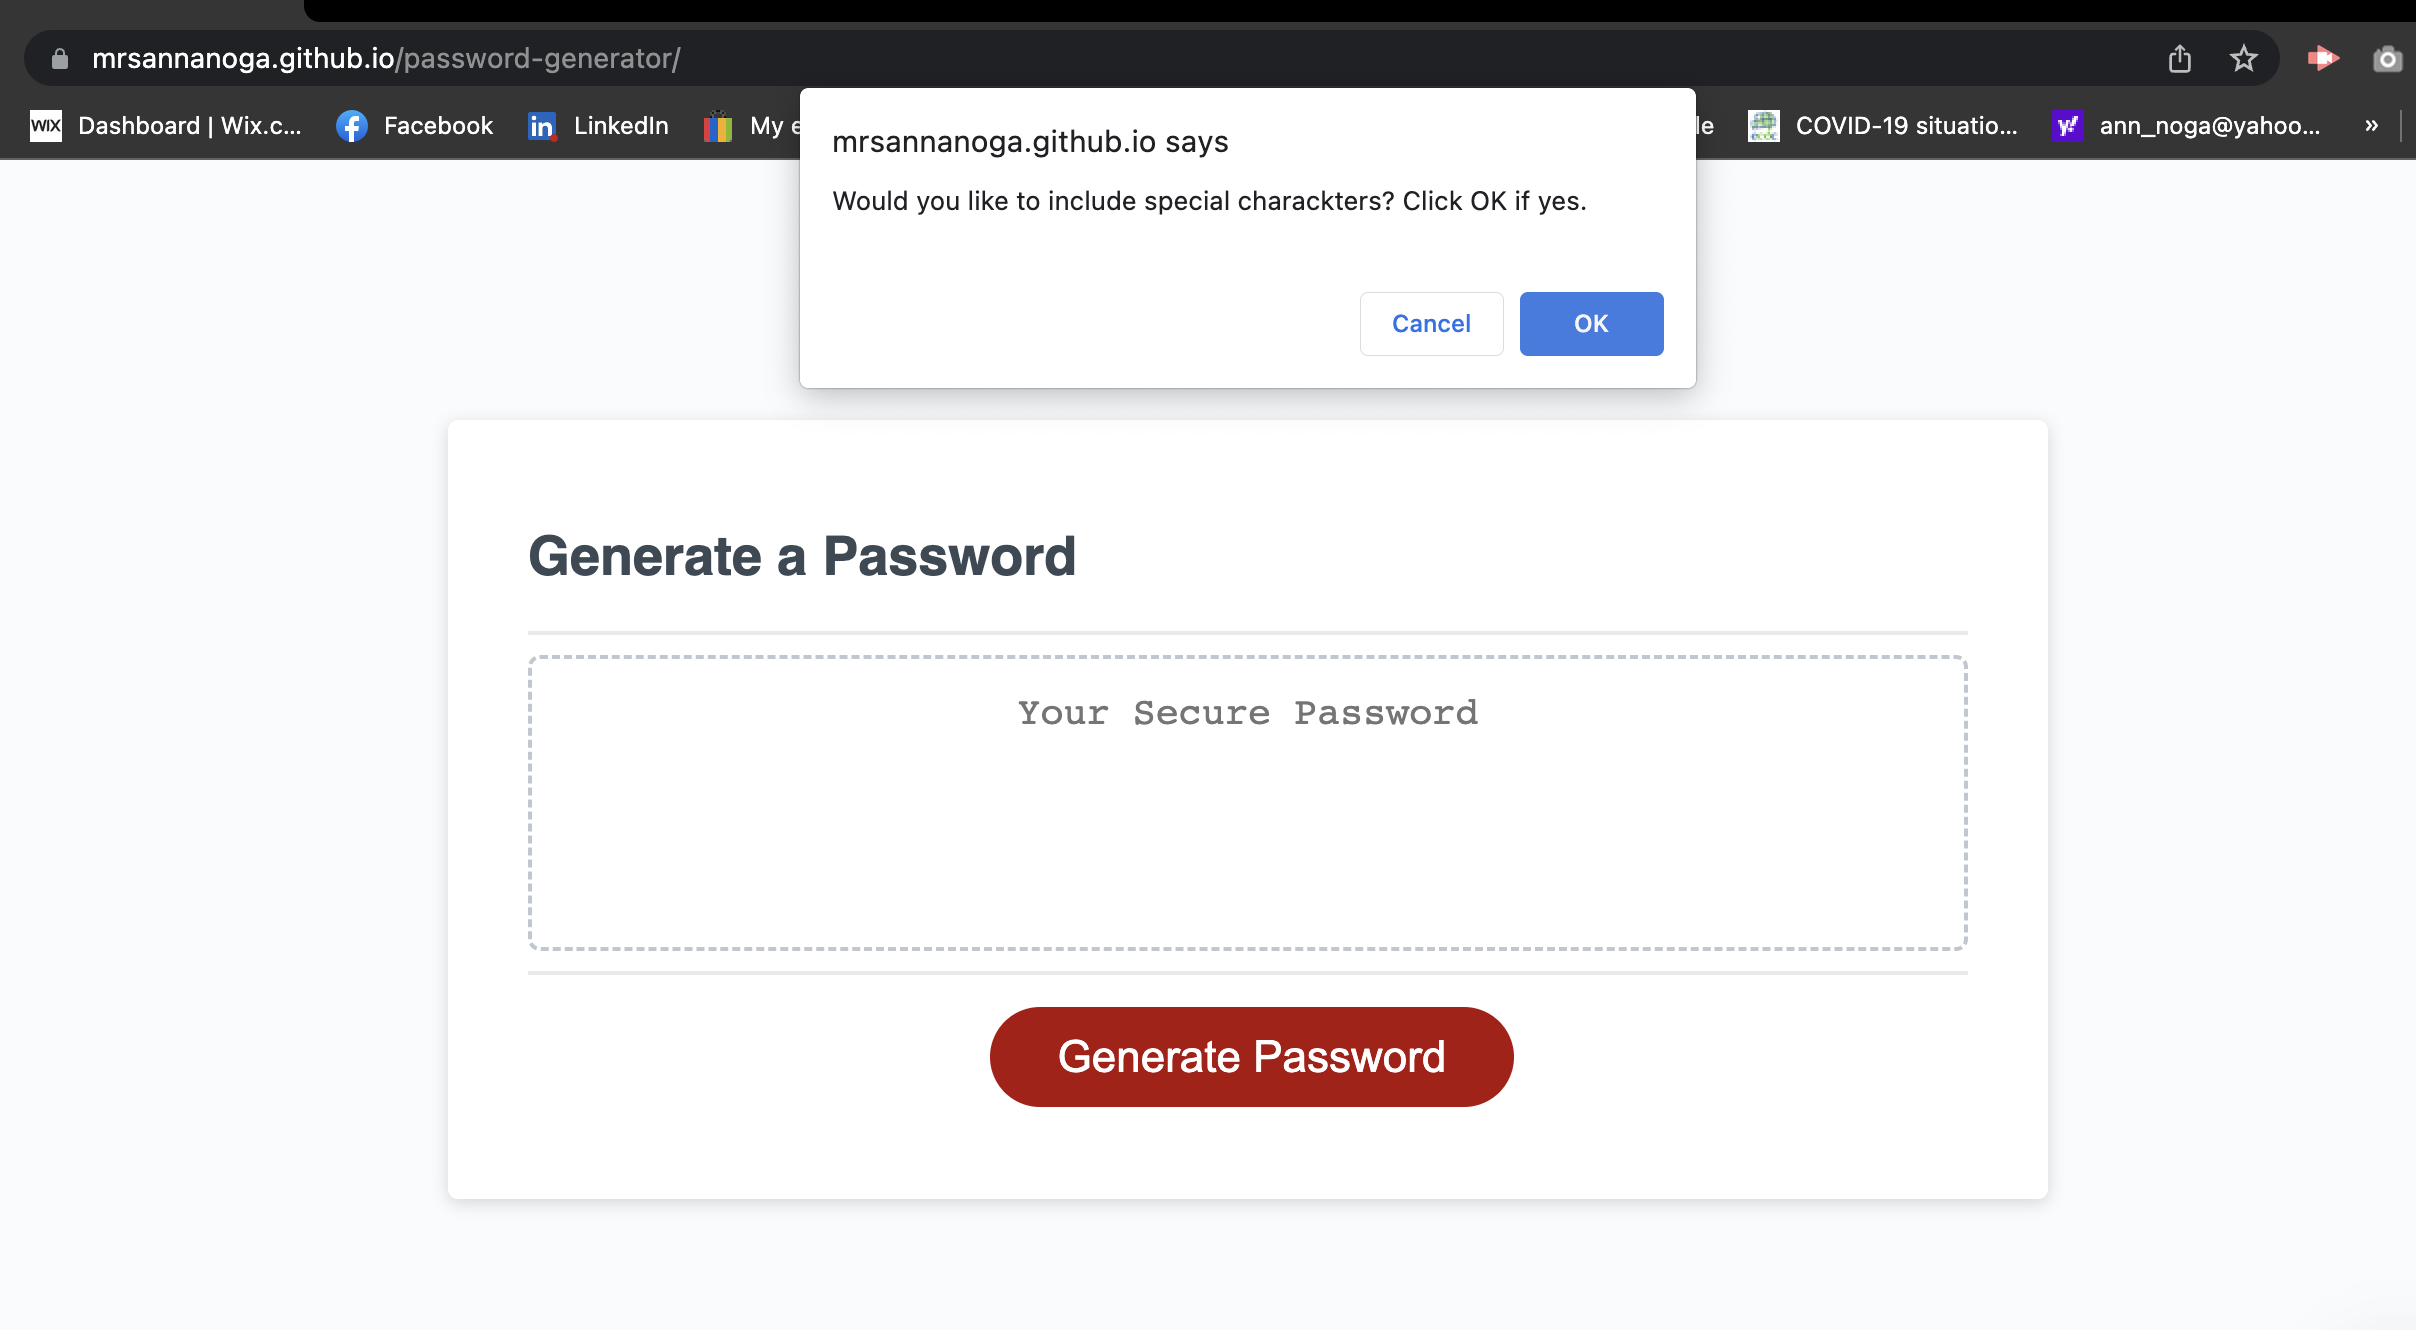 mrsannanoga.github.io/password-generator/
WIX Dashboard | Wix.c... Facebook in LinkedIn My e le COVID-19 situatio... y! ann_noga@yahoo... »
mrsannanoga.github.io says
Would you like to include special charackters? Click OK if yes.
Cancel OK
Generate a Password
Your Secure Password
Generate Password